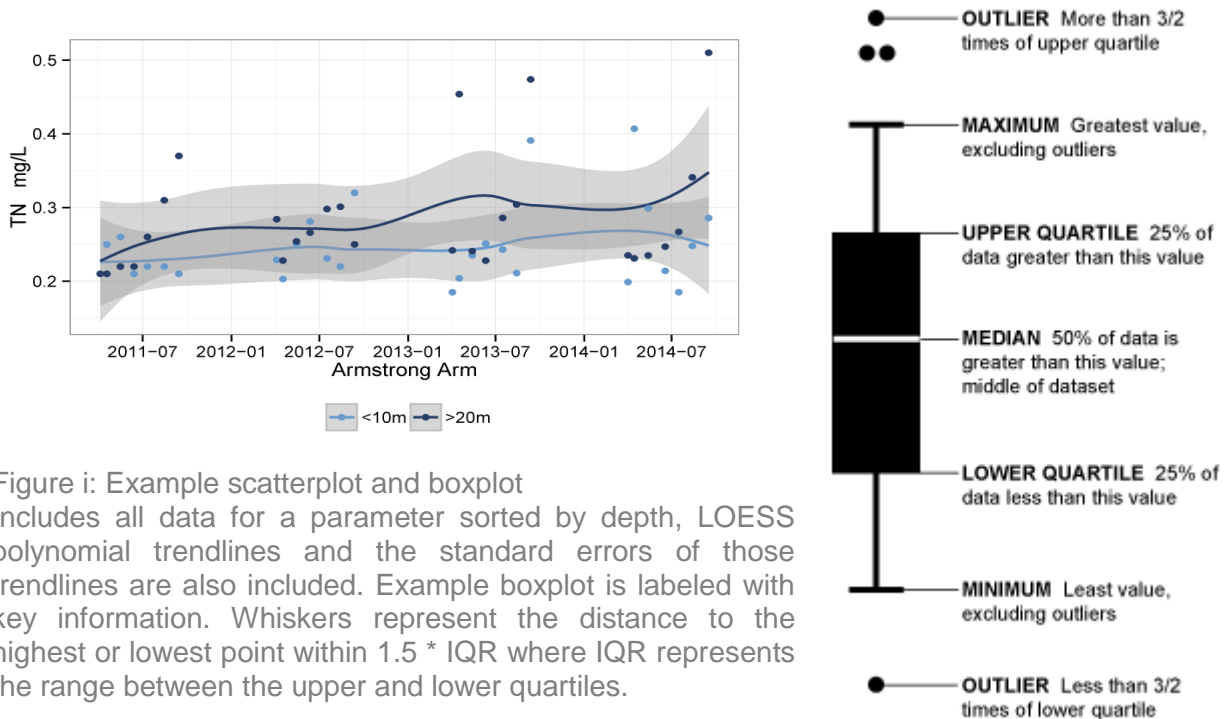 0.5
0.4
0.3
0.2
TN mg/L
2011−07 2012−01 2012−07 2013−01 2013−07 2014−01 2014−07
Armstrong Arm
<10m >20m
Figure i: Example scatterplot and boxplot
ncludes all data for a parameter sorted by depth, LOESS
polynomial trendlines and the standard errors of those
trendlines are also included. Example boxplot is labeled with
key information. Whiskers represent the distance to the
highest or lowest point within 1.5 * IQR where IQR represents
the range between the upper and lower quartiles.
OUTLIER More than 3/2
times of upper quartile
MAXIMUM Greatest value,
excluding outliers
UPPER QUARTILE 25% of
data greater than this value
MEDIAN 50% of data is
greater than this value;
middle of dataset
LOWER QUARTILE 25% of
data less than this value
MINIMUM Least value,
excluding outliers
OUTLIER Less than 3/2
times of lower quartile